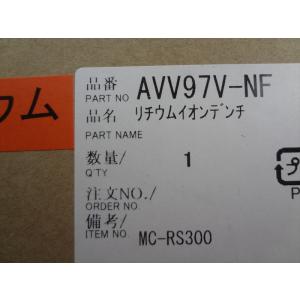 ウム
品番 AVV97V-NF
PART NO
品名 リチウムイオンデンチ
PART NAME
数量/ 1
Q'TY
注文NO./
ORDER NO.
備考/ MC-RS300
ITEM NO.
P